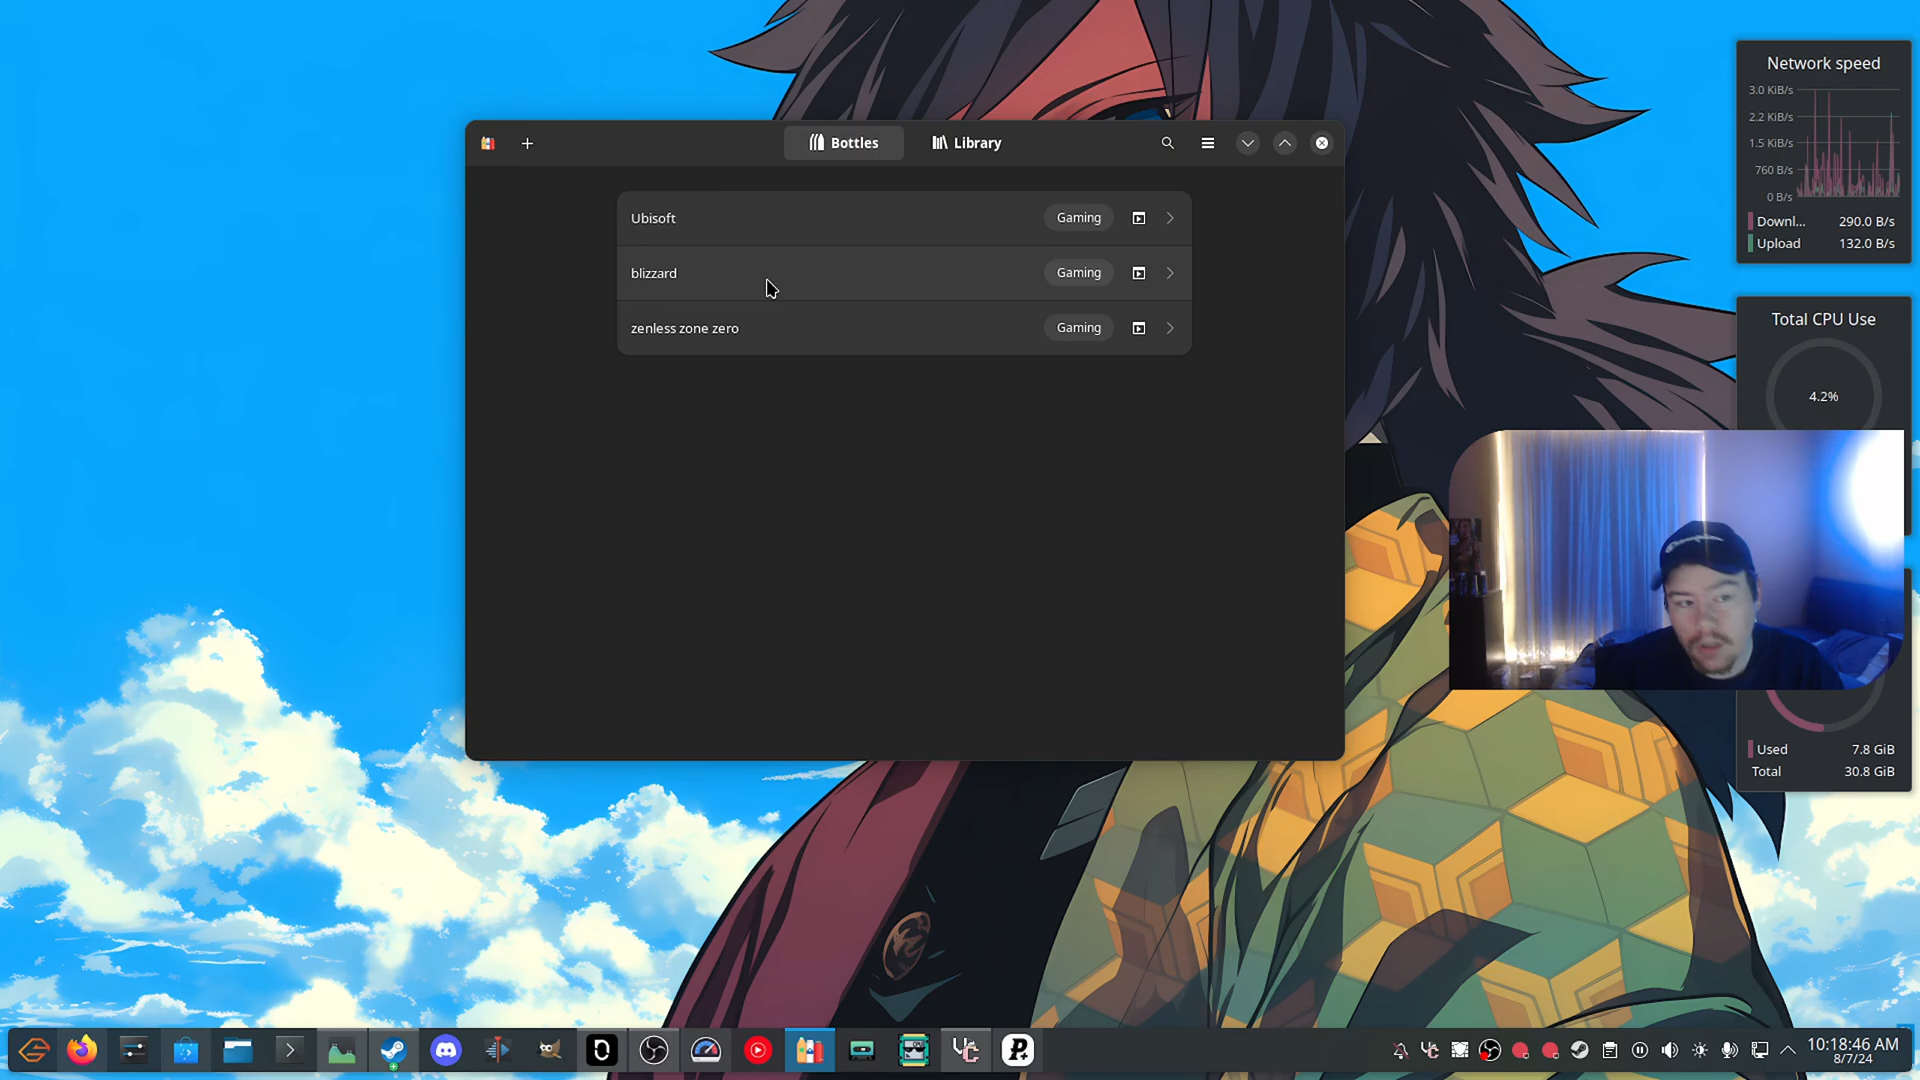 Bottles
Library
Ubisoft
Gaming
blizzard
Gaming
zenless zone zero
Gaming
Network speed
3.0 KiB/s
2.2 KiB/s
1.5 KiB/s
760 B/s
0 B/s
Downl... 290.0 B/s
Upload 132.0 B/s
Total CPU Use
4.2%
Used 7.8 GiB
Total 30.8 GiB
10:18:46 AM
8/7/24